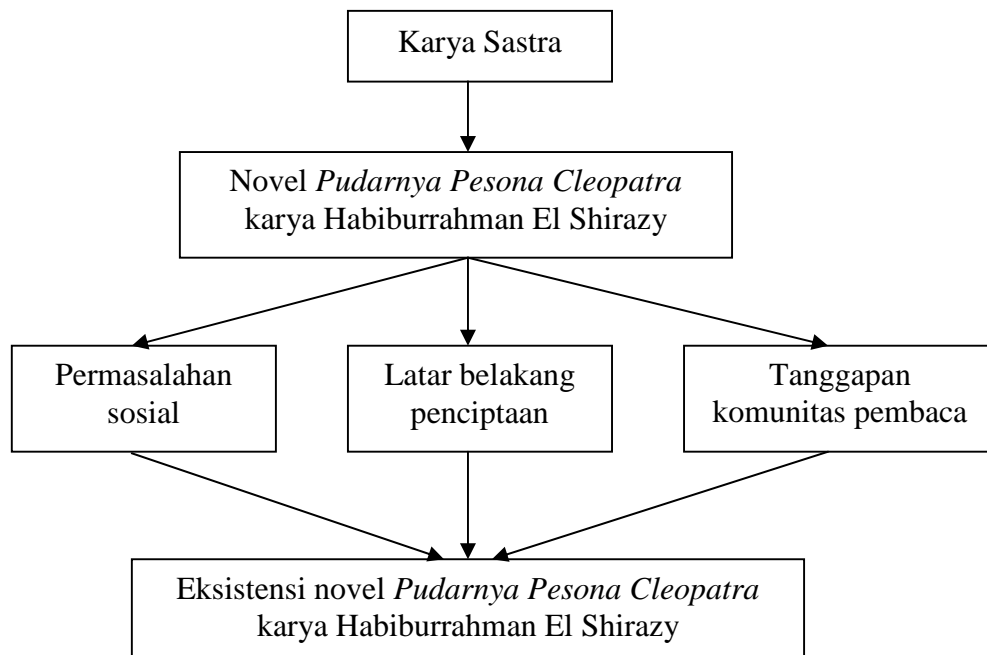 Karya Sastra
Novel Pudarnya Pesona Cleopatra
karya Habiburrahman El Shirazy
Permasalahan
sosial
Latar belakang
penciptaan
Tanggapan
komunitas pembaca
Eksistensi novel Pudarnya Pesona Cleopatra
karya Habiburrahman El Shirazy